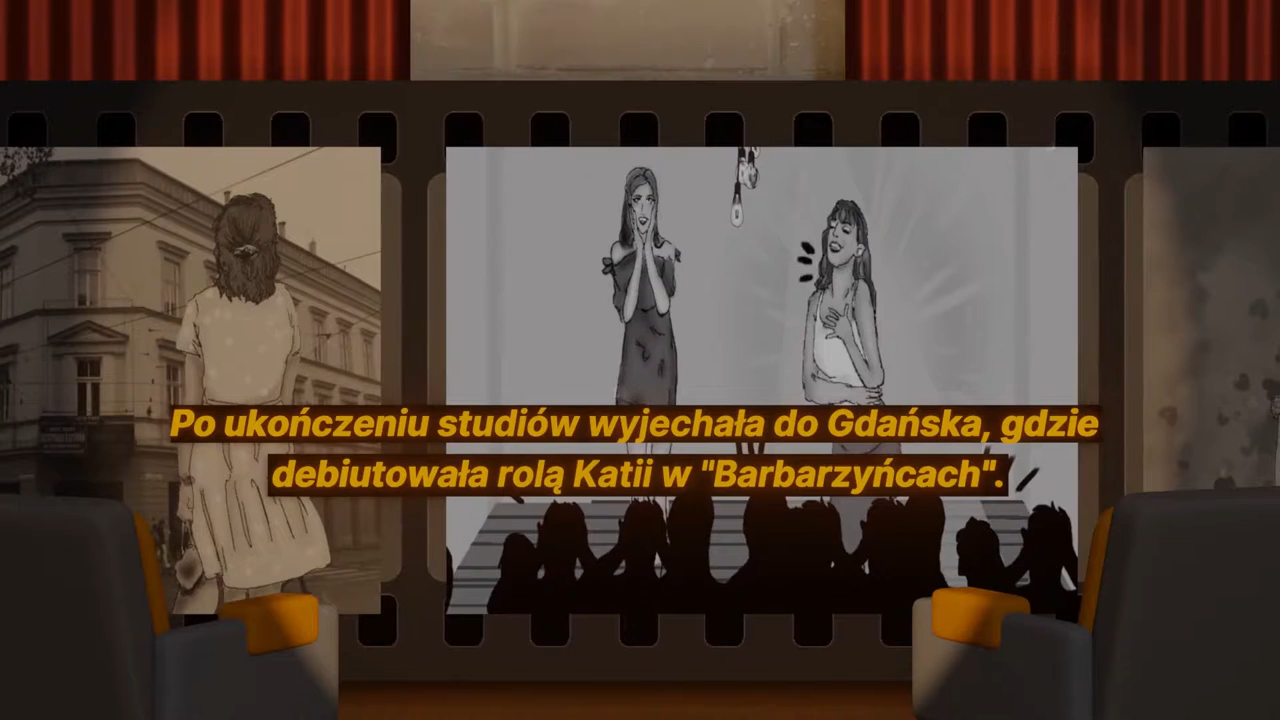 Po ukończeniu studiów wyjechała do Gdańska, gdzie
debiutowała rolą Katii w "Barbarzyńcach".